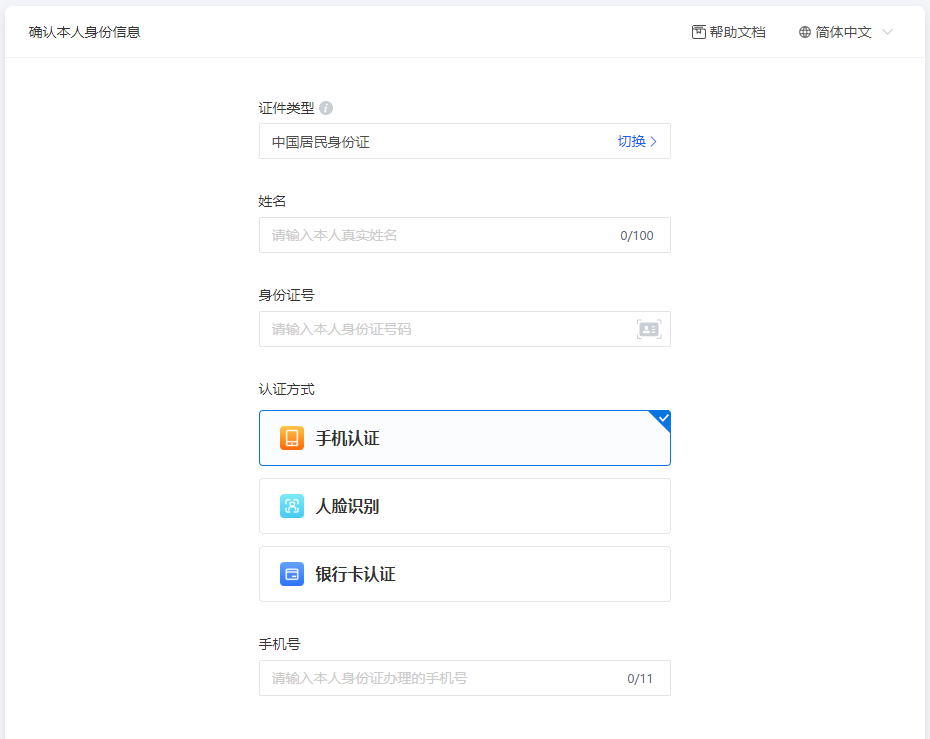 确认本人身份信息 帮助文档 简体中文
证件类型
中国居民身份证 切换
姓名
请输入本人真实姓名 0/100
身份证号
请输入本人身份证号码
认证方式
手机认证
人脸识别
银行卡认证
手机号
请输入本人身份证办理的手机号 0/11